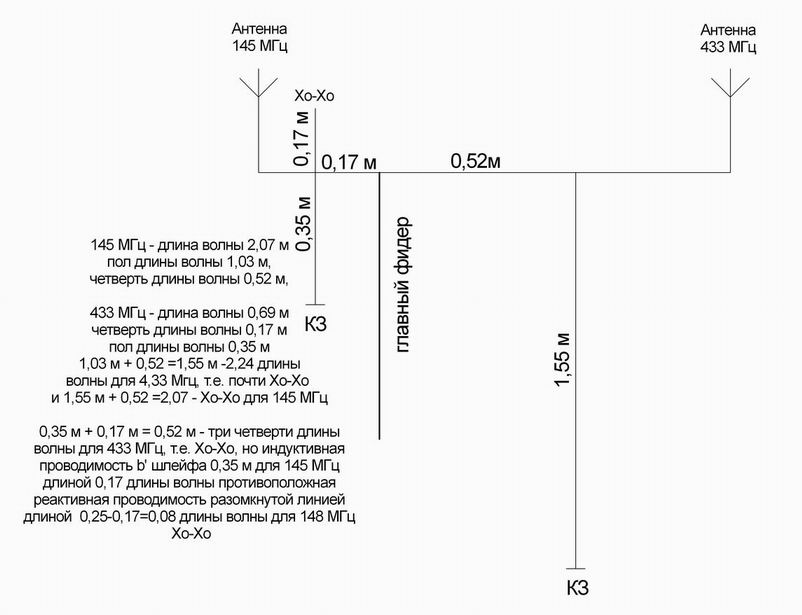 Антенна
145 МГц
Антенна
433 МГц
Хо-Хо
0,17 м
0,17 м
0,52м
0,35 м
КЗ
главный фидер
1,55 м
КЗ
145 МГц - длина волны 2,07 м
пол длины волны 1,03 м,
четверть длины волны 0,52 м,
433 МГц - длина волны 0,69 м
четверть длины волны 0,17 м
пол длины волны 0,35 м
1,03 м + 0,52 =1,55 м -2,24 длины
волны для 4,33 Мгц, т.е. почти Хо-Хо
и 1,55 м + 0,52 =2,07 - Хо-Хо для 145 МГц
0,35 м + 0,17 м = 0,52 м - три четверти длины
волны для 433 МГц, т.е. Хо-Хо, но индуктивная
проводимость b' шлейфа 0,35 м для 145 МГц
длиной 0,17 длины волны противоположная
реактивная проводимость разомкнутой линией
длиной 0,25-0,17=0,08 длины волны для 148 МГц
Хо-Хо